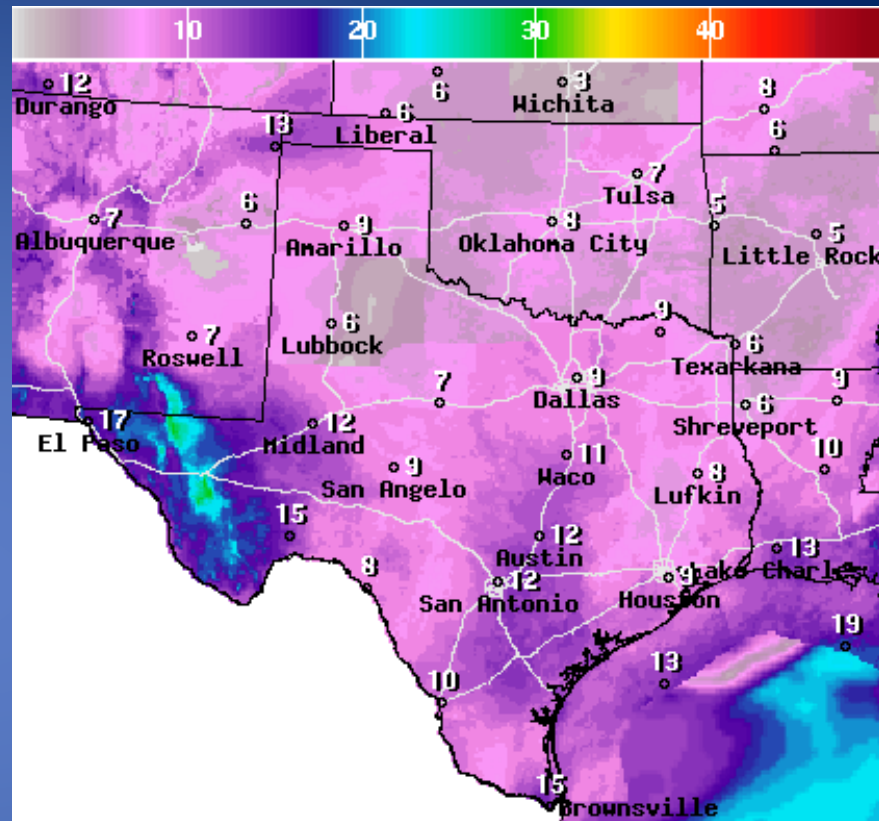 10 20 30 40
12
Durango
6
3
Wichita
9
6
Liberal
13
6
7
Tulsa
7
Albuquerque
6
9
Amarillo
8
Oklahoma City
5
5
Little Rock
7
Roswell
6
Lubbock
9
6
Texarkana
9
Dallas
7
6
Shreveport
9
17
El Paso
12
Midland
9
San Angelo
11
Waco
8
Lufkin
10
15
12
Austin
13
Lake Charles
8
12
San Antonio
9
Houston
19
13
10
15
Brownsville